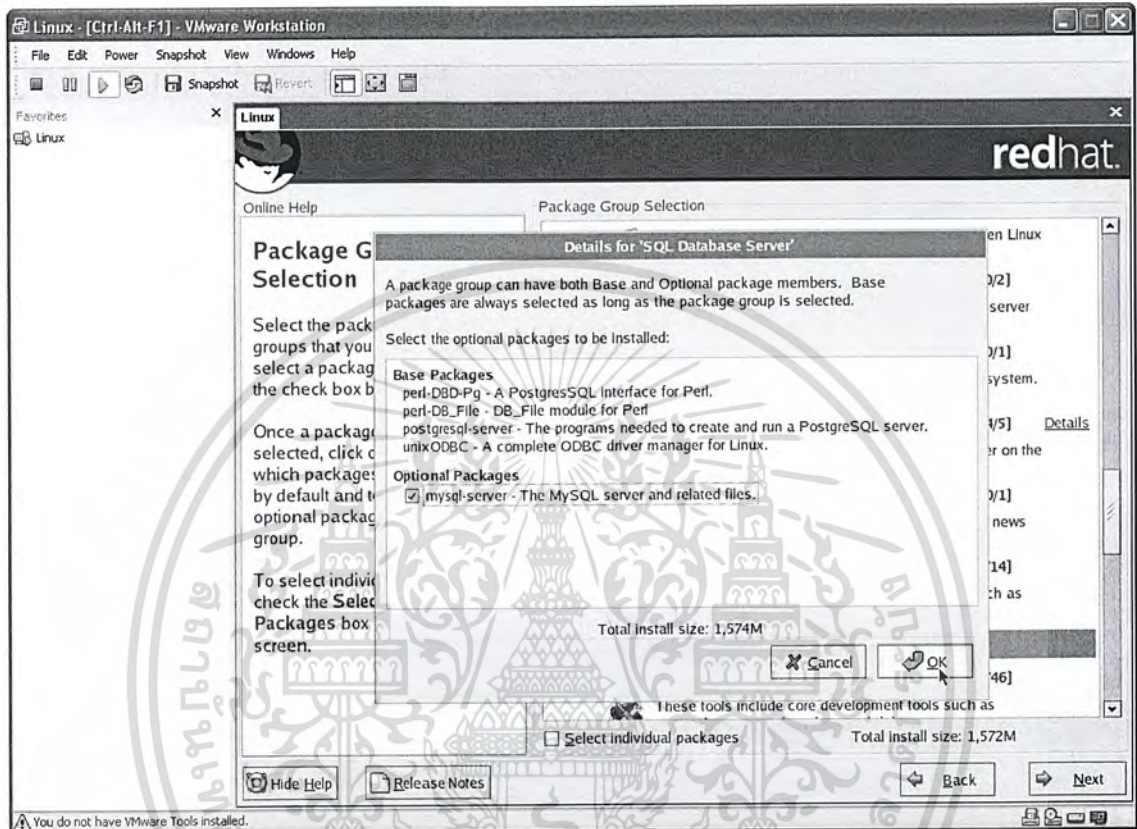 Linux - [Ctrl-Alt-F1] - VMware Workstation
File Edit Power Snapshot View Windows Help
Snapshot Revert
Favorites
Linux
Linux
redhat.
Online Help
Package G
Selection
Select the pack
groups that you
select a packag
the check box b
Once a package
selected, click o
which packages
by default and t
optional packag
group.
To select indivi
check the Selec
Packages box
screen.
Package Group Selection
en Linux
0/2]
server
0/1]
system.
4/5] Details
er on the
0/1]
news
/14]
ch as
/46]
These tools include core development tools such as
Details for 'SQL Database Server'
A package group can have both Base and Optional package members. Base
packages are always selected as long as the package group is selected.
Select the optional packages to be installed:
Base Packages
perl-DBD-Pg - A PostgresSQL interface for Perl.
perl-DB_File - DB_File module for Perl
postgresql-server - The programs needed to create and run a PostgreSQL server.
unixODBC - A complete ODBC driver manager for Linux.
Optional Packages
mysql-server - The MySQL server and related files.
Total install size: 1,574M
Cancel OK
Select individual packages Total install size: 1,572M
Hide Help Release Notes Back Next
You do not have VMware Tools installed.